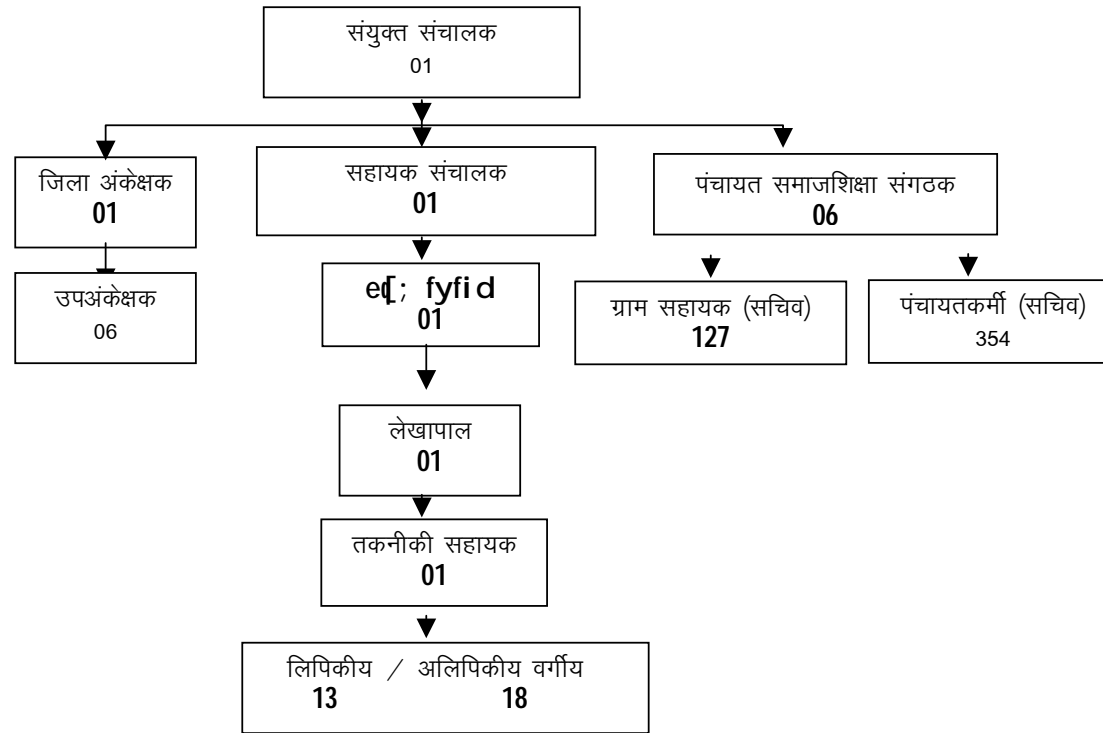 संयुक्त संचालक
01
जिला अंकेक्षक
01
सहायक संचालक
01
पंचायत समाजशिक्षा संगठक
06
उपअंकेक्षक
06
eq[; fyfid
01
ग्राम सहायक (सचिव)
127
पंचायतकर्मी (सचिव)
354
लेखापाल
01
तकनीकी सहायक
01
लिपिकीय / अलिपिकीय वर्गीय
13 18